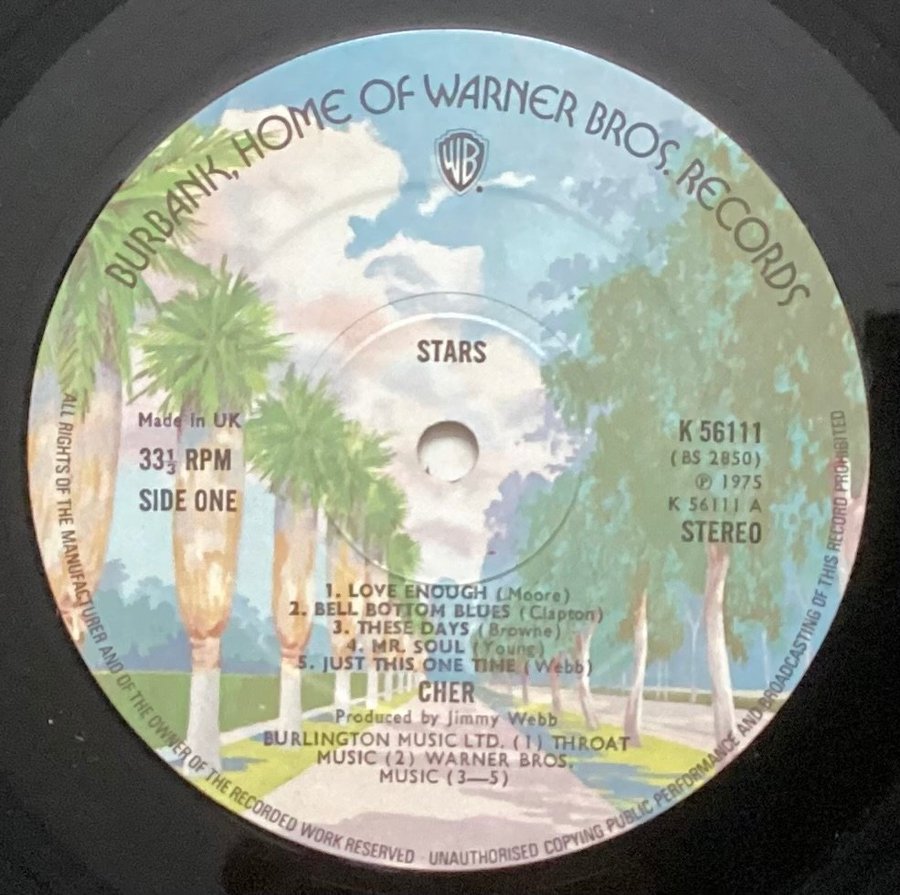 BURBANK, HOME OF WARNER BROS. RECORDS
WB
STARS
Made in UK
33⅓ RPM
SIDE ONE
K 56111
(BS 2850)
℗ 1975
K 56111 A
STEREO
1. LOVE ENOUGH (Moore)
2. BELL BOTTOM BLUES (Clapton)
3. THESE DAYS (Browne)
4. MR. SOUL (Young)
5. JUST THIS ONE TIME (Webb)
CHER
Produced by Jimmy Webb
BURLINGTON MUSIC LTD. (1) THROAT
MUSIC (2) WARNER BROS.
MUSIC (3—5)
ALL RIGHTS OF THE MANUFACTURER AND OF THE OWNER OF THE RECORDED WORK RESERVED · UNAUTHORISED COPYING PUBLIC PERFORMANCE AND BROADCASTING OF THIS RECORD PROHIBITED